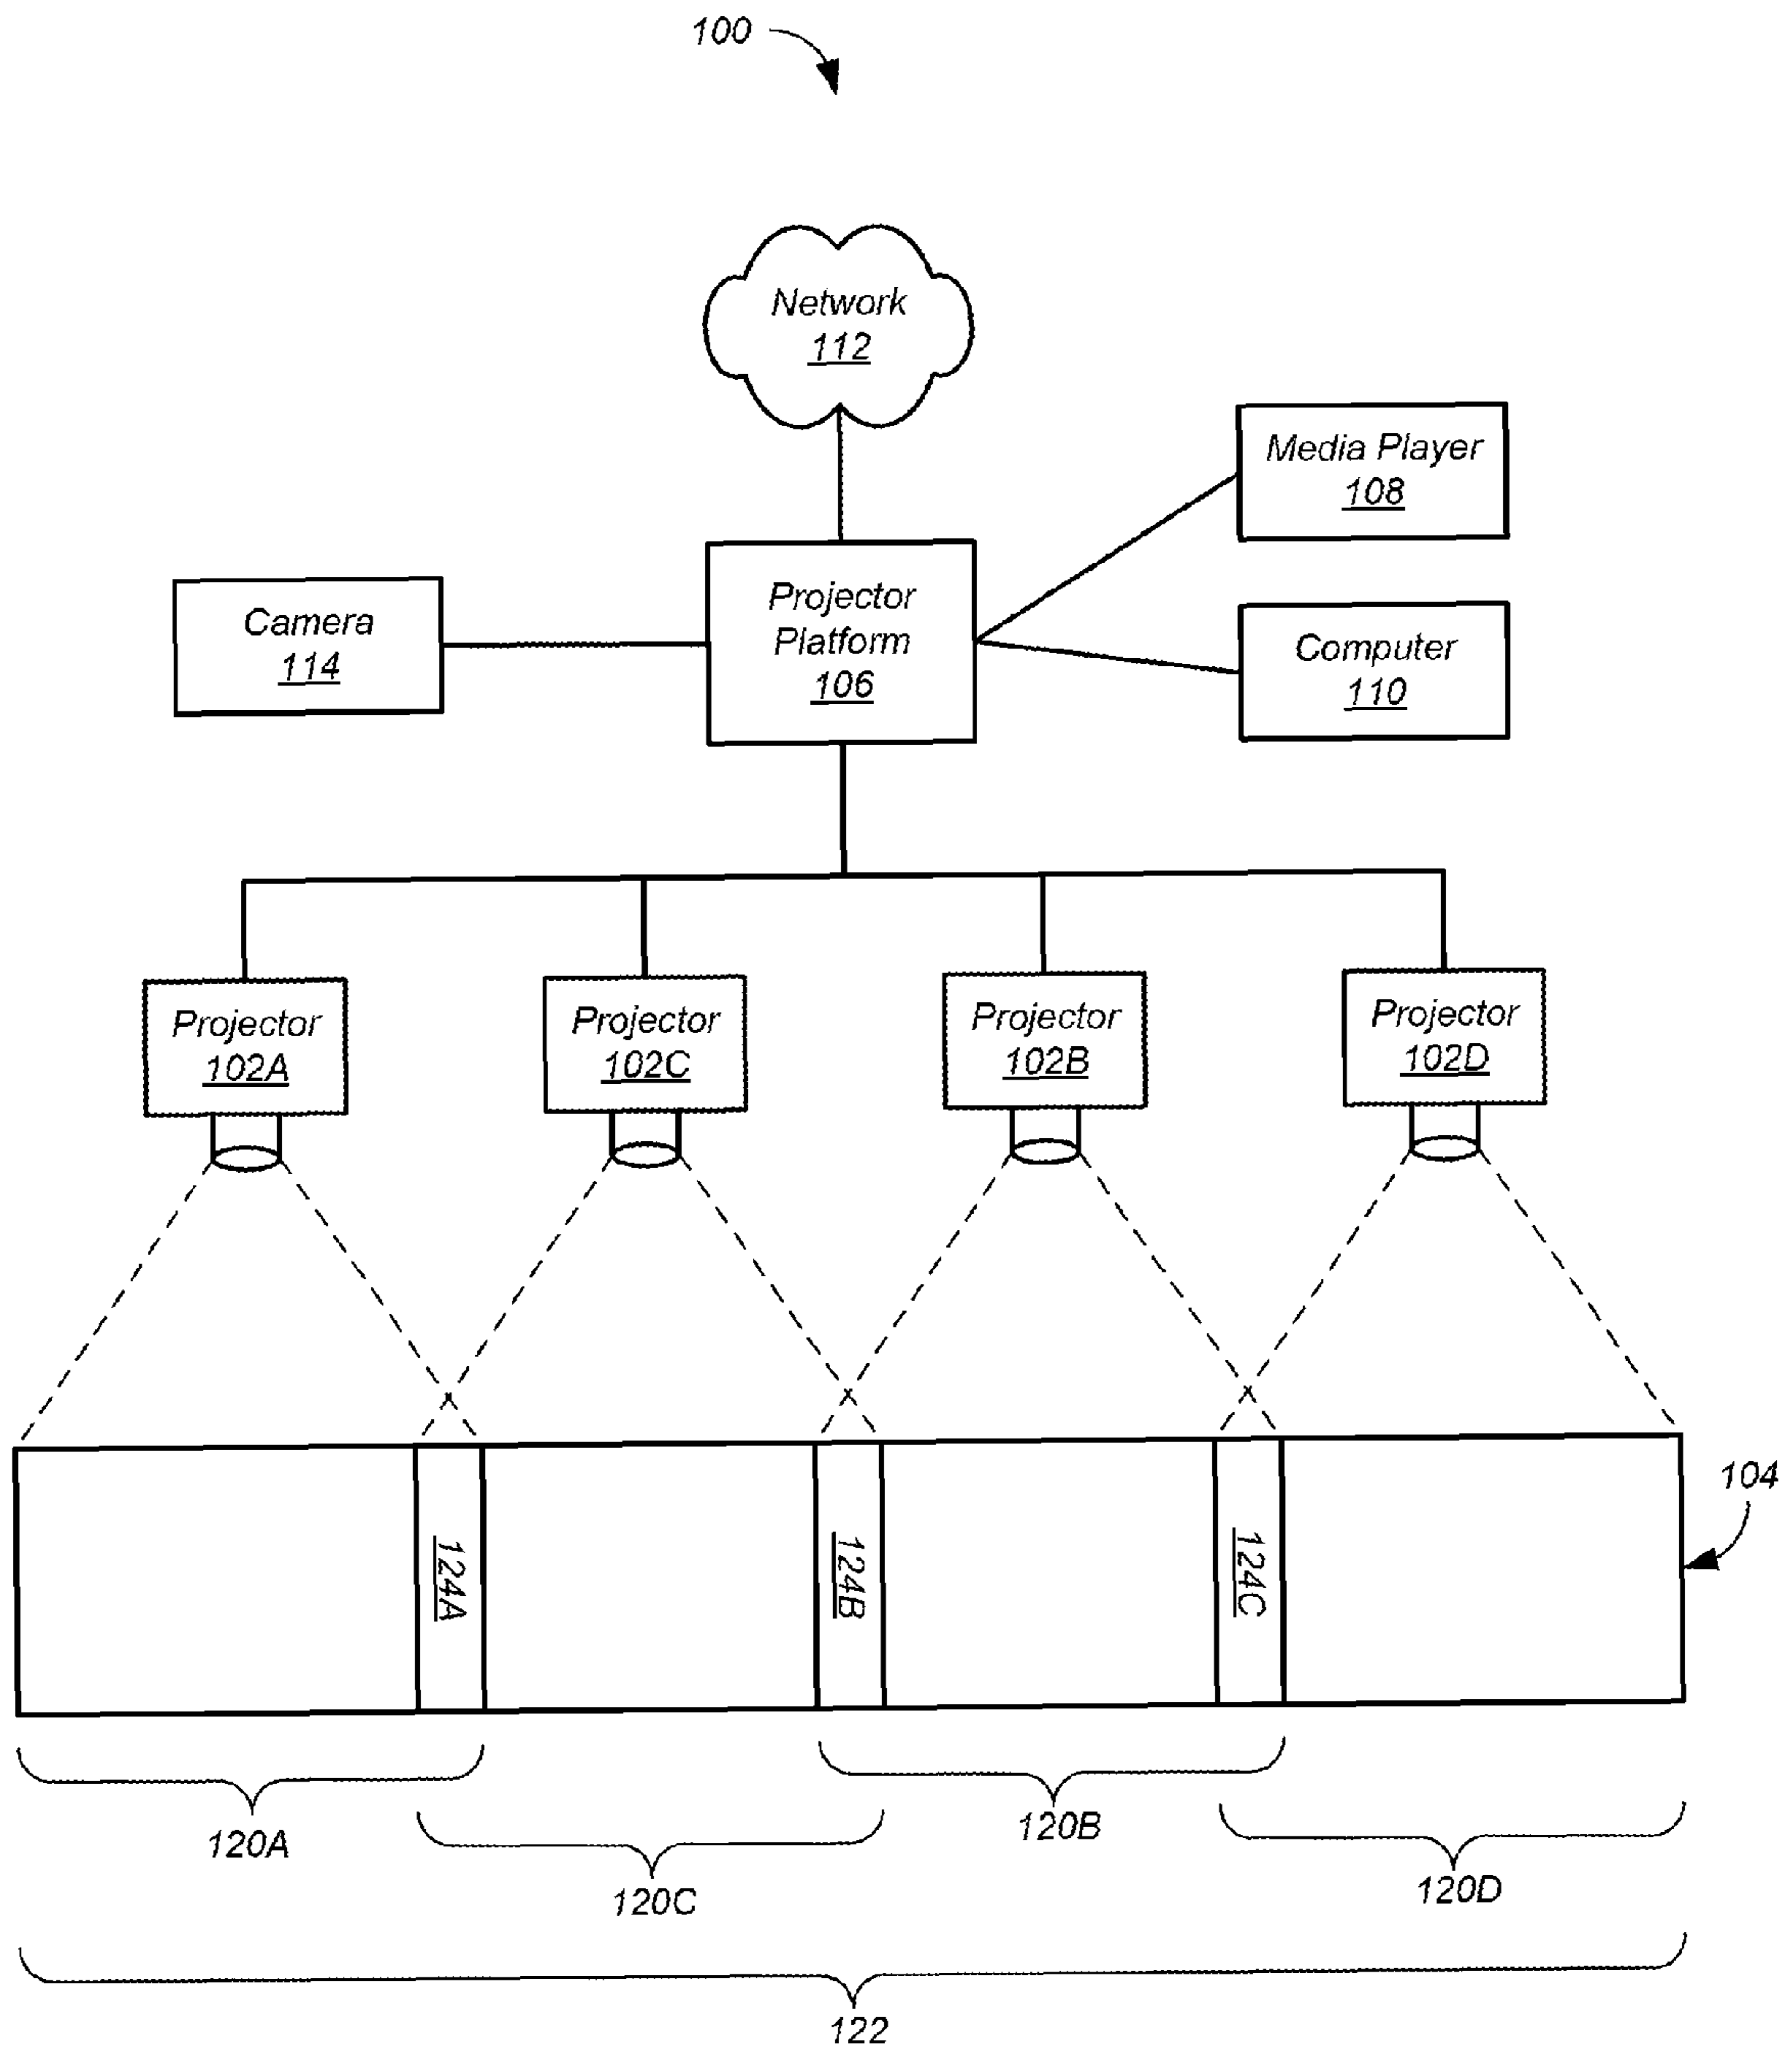 100
Network
112
Media Player
108
Camera
114
Projector
Platform
106
Computer
110
Projector
102A
Projector
102C
Projector
102B
Projector
102D
104
124A
124B
124C
120A
120C
120B
120D
122